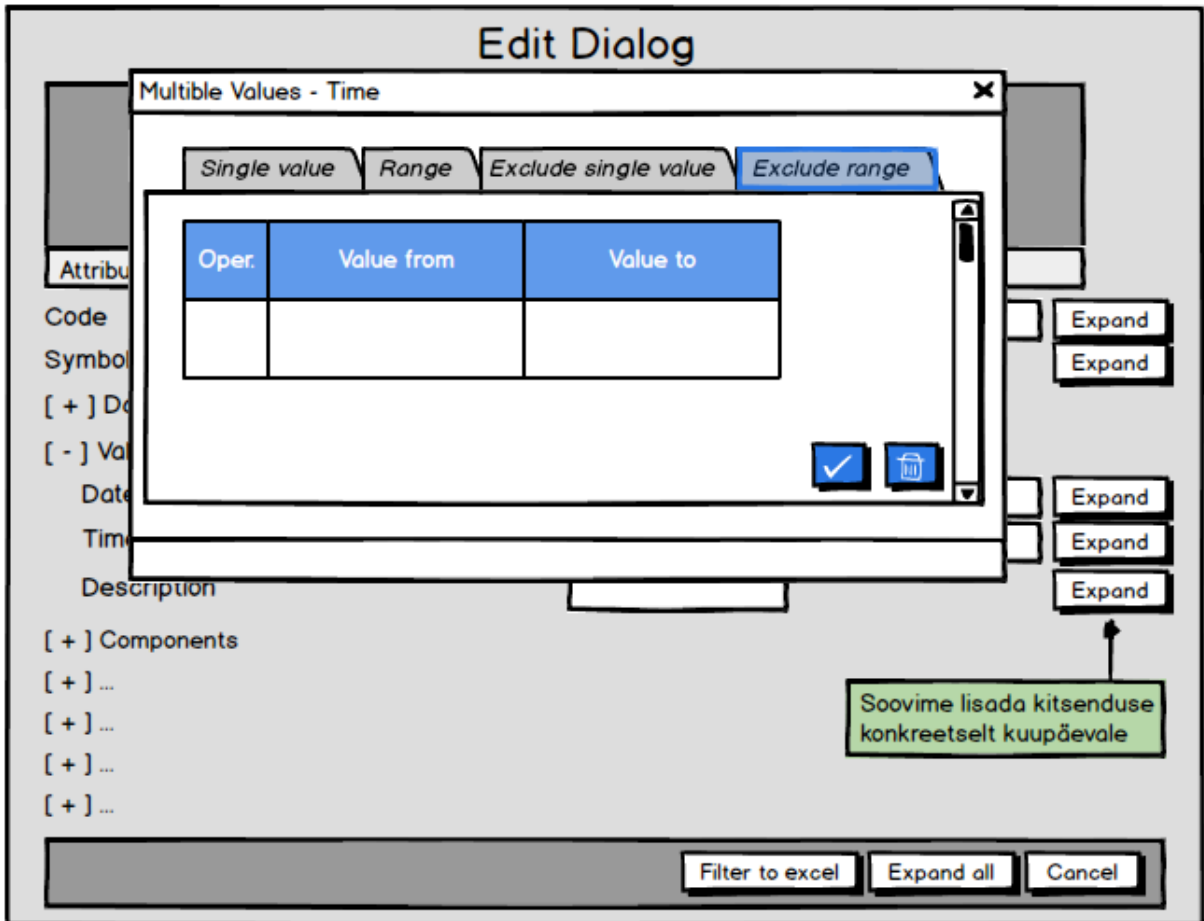 Edit Dialog
Multible Values - Time
Single value Range Exclude single value Exclude range
Oper. Value from Value to
Attribu
Code Expand
Symbol Expand
[ + ] Da
[ - ] Val
Date Expand
Time Expand
Description Expand
[ + ] Components
[ + ] ...
[ + ] ...
[ + ] ...
[ + ] ...
Soovime lisada kitsenduse
konkreetselt kuupäevale
Filter to excel Expand all Cancel